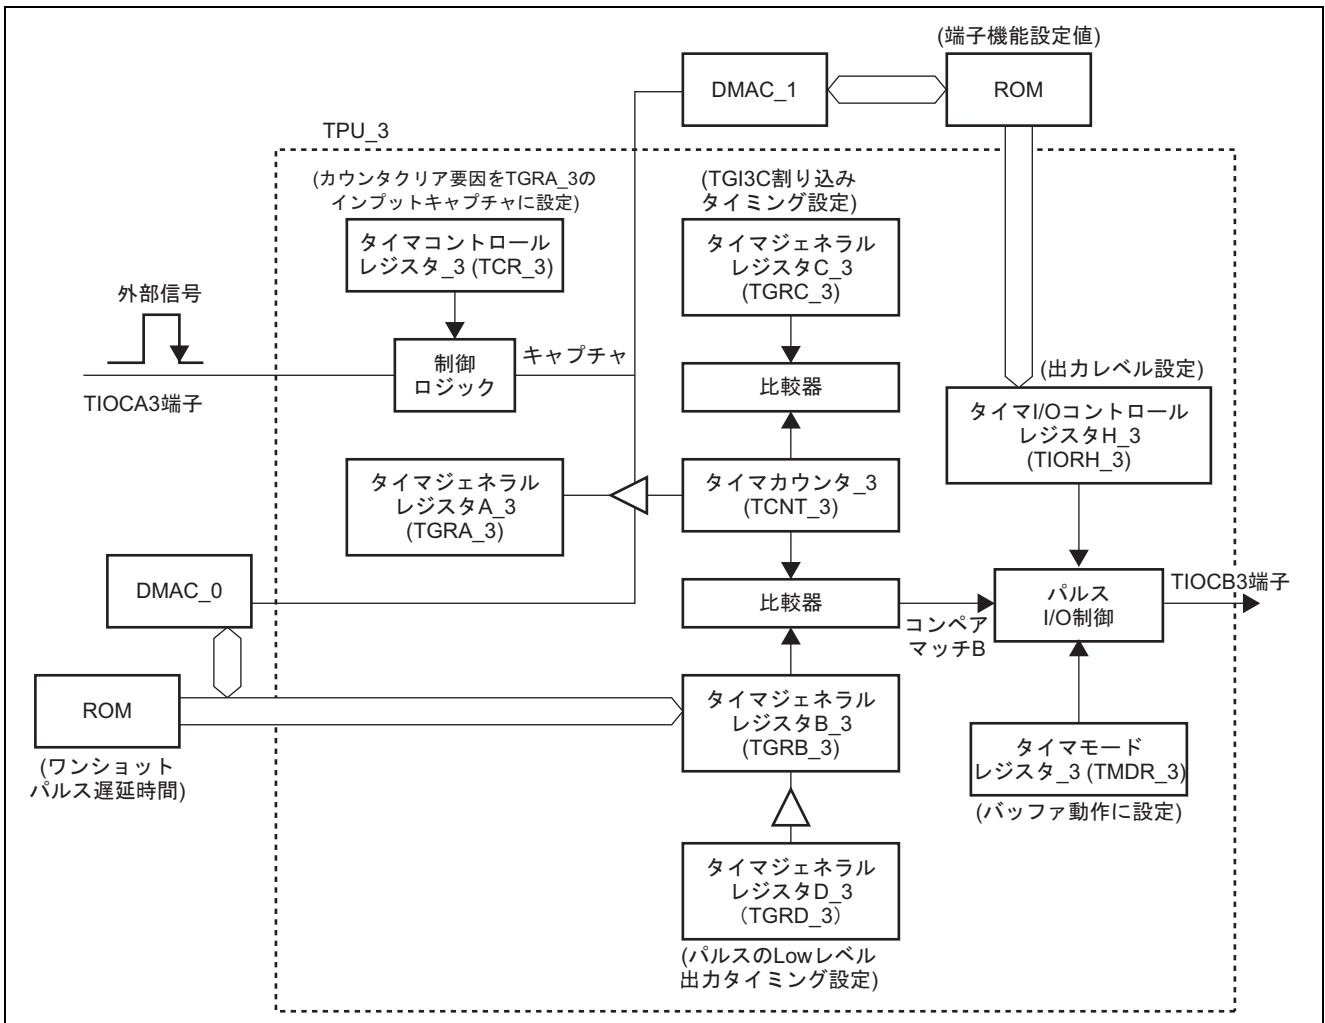 (端子機能設定値)
DMAC_1
ROM
TPU_3
(カウンタクリア要因をTGRA_3の
インプットキャプチャに設定)
(TGI3C割り込み
タイミング設定)
タイマコントロール
レジスタ_3 (TCR_3)
タイマジェネラル
レジスタC_3
(TGRC_3)
外部信号
制御
ロジック
キャプチャ
比較器
(出力レベル設定)
TIOCA3端子
タイマI/Oコントロール
レジスタH_3
(TIORH_3)
タイマジェネラル
レジスタA_3
(TGRA_3)
タイマカウンタ_3
(TCNT_3)
DMAC_0
比較器
コンペア
マッチB
パルス
I/O制御
TIOCB3端子
ROM
(ワンショット
パルス遅延時間)
タイマジェネラル
レジスタB_3
(TGRB_3)
タイマモード
レジスタ_3 (TMDR_3)
(バッファ動作に設定)
タイマジェネラル
レジスタD_3
(TGRD_3)
(パルスのLowレベル
出力タイミング設定)